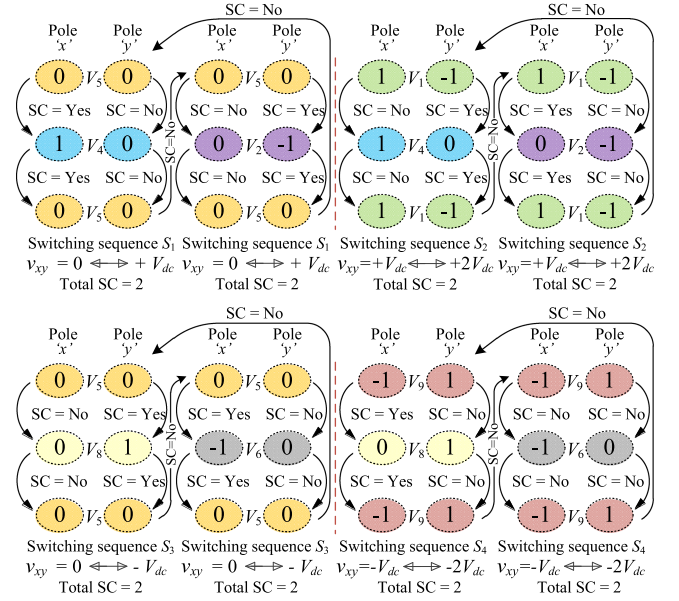 SC = No SC = No
Pole Pole Pole Pole Pole Pole Pole Pole
'x' 'y' 'x' 'y' 'x' 'y' 'x' 'y'
0 V5 0 0 V5 0 1 V1 -1 1 V1 -1
SC = Yes SC = No SC = No SC = Yes SC = No SC = Yes SC = Yes SC = No
1 V4 0 SC=No 0 V2 -1 1 V4 0 SC=No 0 V2 -1
SC = Yes SC = No SC = No SC = Yes SC = No SC = Yes SC = Yes SC = No
0 V5 0 0 V5 0 1 V1 -1 1 V1 -1
Switching sequence S1 Switching sequence S1 Switching sequence S2 Switching sequence S2
vxy = 0 ⟺ + Vdc vxy = 0 ⟺ + Vdc vxy=+Vdc⟺+2Vdc vxy=+Vdc⟺+2Vdc
Total SC = 2 Total SC = 2 Total SC = 2 Total SC = 2
SC = No SC = No
Pole Pole Pole Pole Pole Pole Pole Pole
'x' 'y' 'x' 'y' 'x' 'y' 'x' 'y'
0 V5 0 0 V5 0 -1 V9 1 -1 V9 1
SC = No SC = Yes SC = Yes SC = No SC = Yes SC = No SC = No SC = Yes
0 V8 1 SC=No -1 V6 0 0 V8 1 SC=No -1 V6 0
SC = No SC = Yes SC = Yes SC = No SC = Yes SC = No SC = No SC = Yes
0 V5 0 0 V5 0 -1 V9 1 -1 V9 1
Switching sequence S3 Switching sequence S3 Switching sequence S4 Switching sequence S4
vxy = 0 ⟺ - Vdc vxy = 0 ⟺ - Vdc vxy=-Vdc⟺ -2Vdc vxy=-Vdc⟺ -2Vdc
Total SC = 2 Total SC = 2 Total SC = 2 Total SC = 2